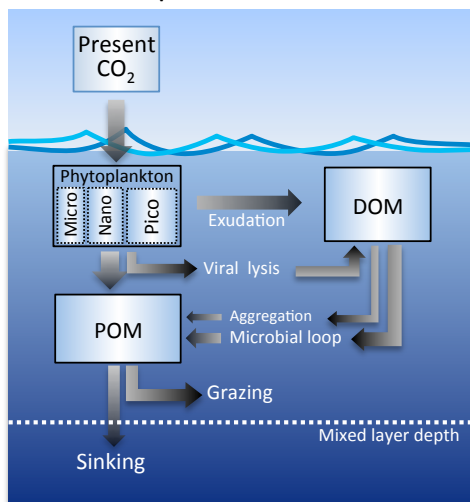 Present
CO₂
Phytoplankton
Micro
Nano
Pico
Exudation
DOM
Viral lysis
Aggregation
Microbial loop
POM
Grazing
Mixed layer depth
Sinking